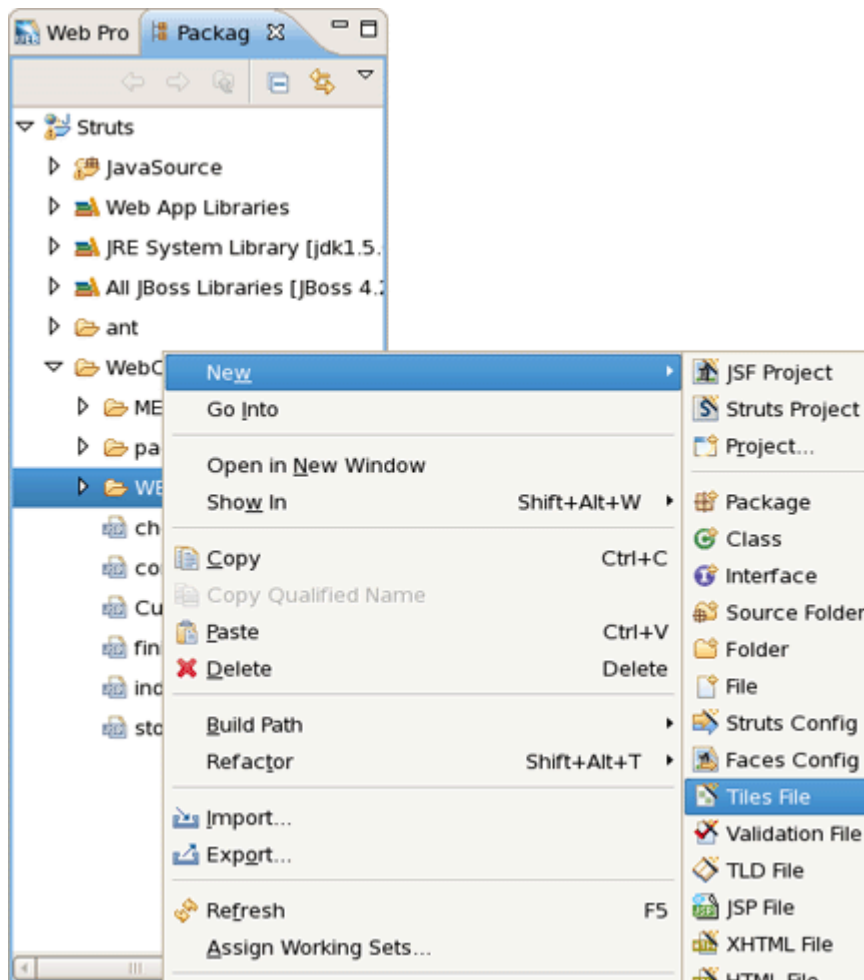 Web Pro
Packag
Struts
JavaSource
Web App Libraries
JRE System Library [jdk1.5.
All JBoss Libraries [JBoss 4.2
ant
WebC
ME
pa
WE
ch
co
Cu
fin
ind
sto
New
Go Into
Open in New Window
Show In Shift+Alt+W
Copy Ctrl+C
Copy Qualified Name
Paste Ctrl+V
Delete Delete
Build Path
Refactor Shift+Alt+T
Import...
Export...
Refresh F5
Assign Working Sets...
JSF Project
Struts Project
Project...
Package
Class
Interface
Source Folder
Folder
File
Struts Config
Faces Config
Tiles File
Validation File
TLD File
JSP File
XHTML File
HTML File